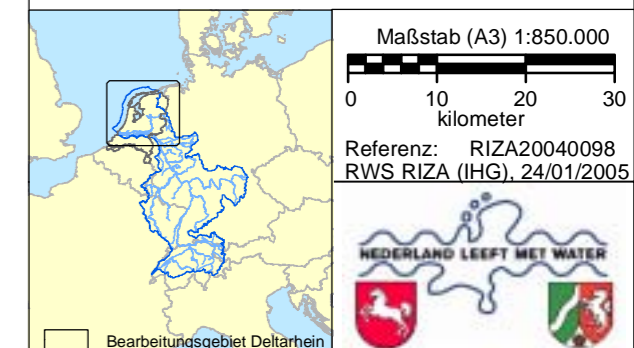 Maßstab (A3) 1:850.000
0 10 20 30
kilometer
Referenz: RIZA20040098
RWS RIZA (IHG), 24/01/2005
NEDERLAND LEEFT MET WATER
Bearbeitungsgebiet Deltarhein